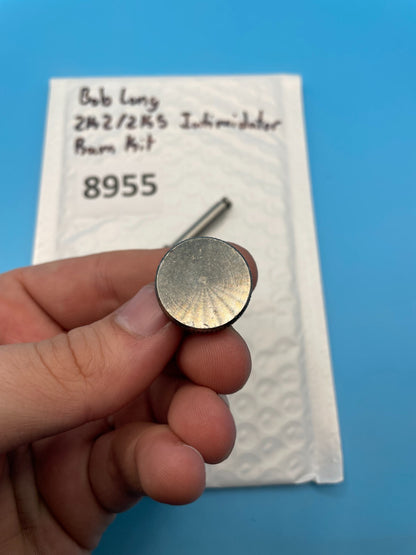 Bob Long
2k2/2k5 Intimidator
Ram Kit
8955